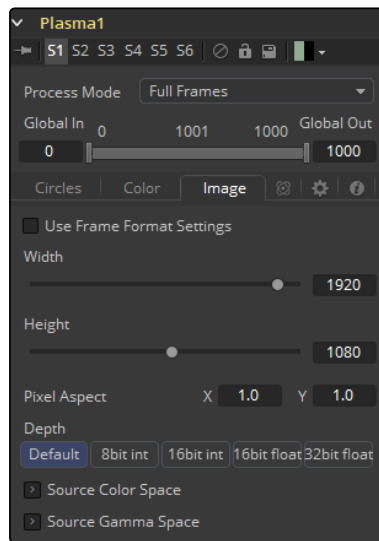 Plasma1
S1 S2 S3 S4 S5 S6
Process Mode Full Frames
Global In 0 1001 1000 Global Out
0 1000
Circles Color Image
Use Frame Format Settings
Width
1920
Height
1080
Pixel Aspect X 1.0 Y 1.0
Depth
Default 8bit int 16bit int 16bit float 32bit float
Source Color Space
Source Gamma Space